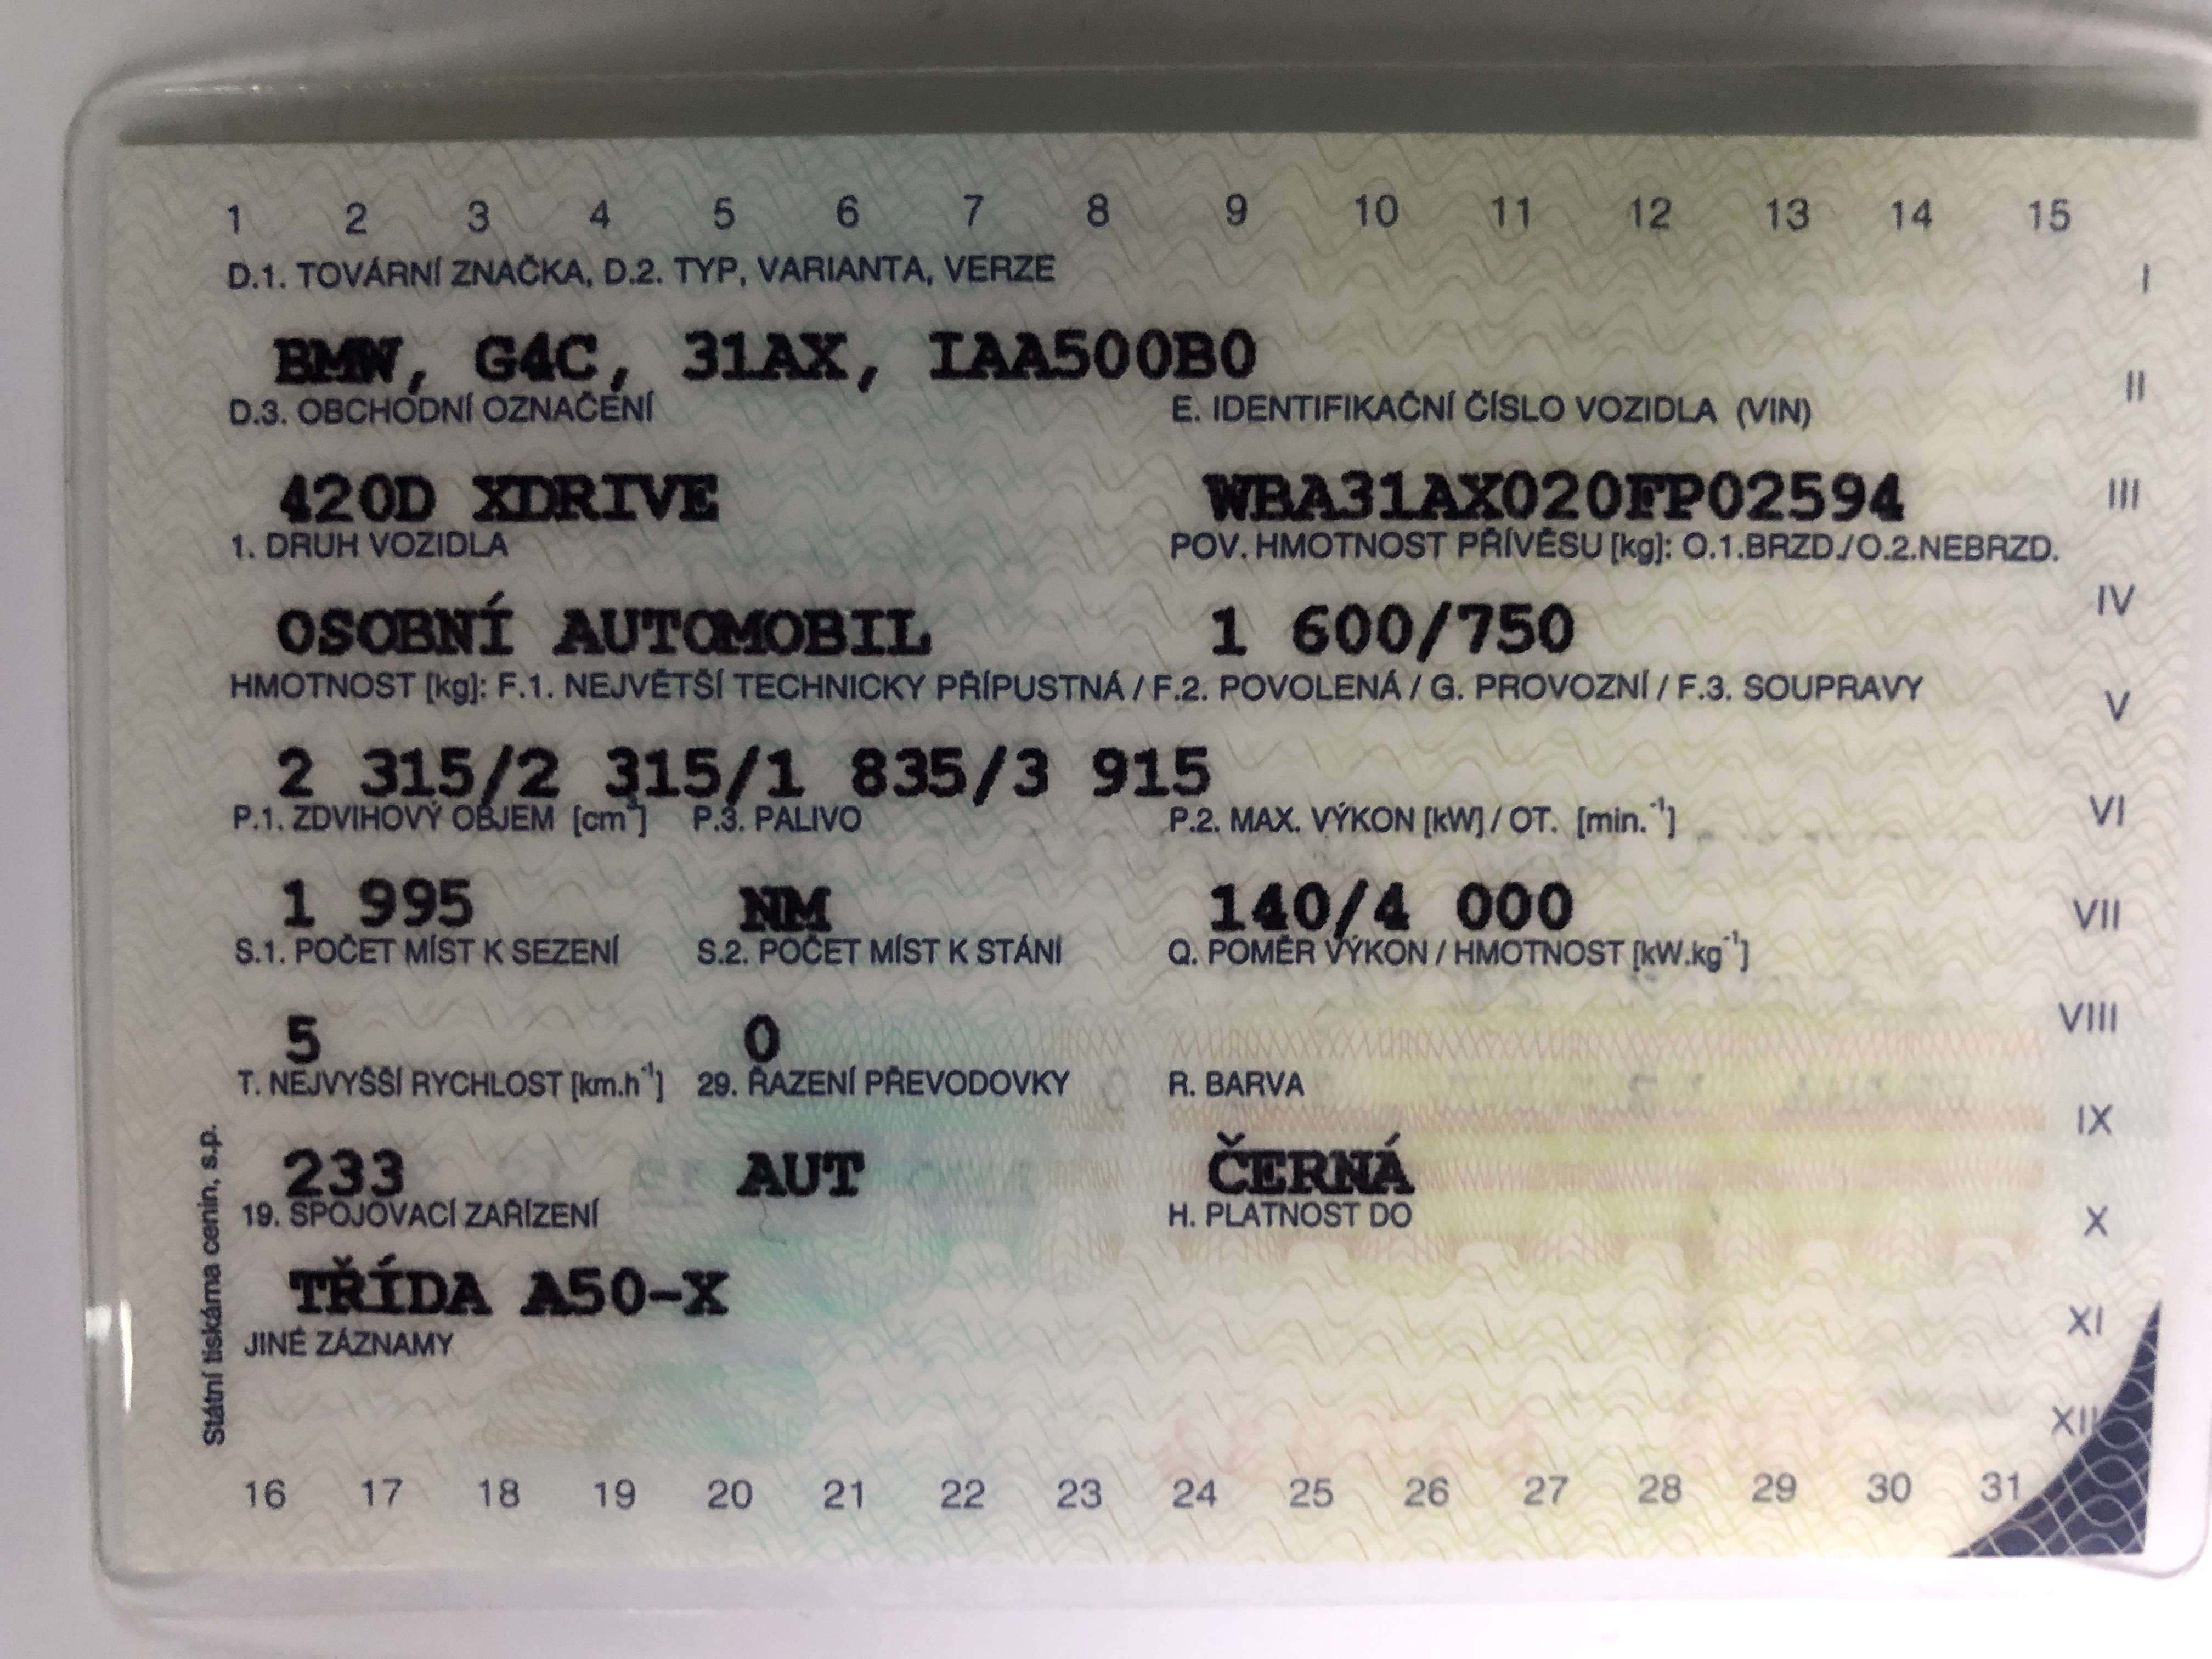 1 2 3 4 5 6 7 8 9 10 11 12 13 14 15
D.1. TOVÁRNÍ ZNAČKA, D.2. TYP, VARIANTA, VERZE
I
BMW, G4C, 31AX, IAA500B0
D.3. OBCHODNÍ OZNAČENÍ E. IDENTIFIKAČNÍ ČÍSLO VOZIDLA (VIN)
II
420D XDRIVE WBA31AX020FP02594
III
1. DRUH VOZIDLA POV. HMOTNOST PŘÍVĚSU [kg]: O.1.BRZD./O.2.NEBRZD.
OSOBNÍ AUTOMOBIL 1 600/750
IV
HMOTNOST [kg]: F.1. NEJVĚTŠÍ TECHNICKY PŘÍPUSTNÁ / F.2. POVOLENÁ / G. PROVOZNÍ / F.3. SOUPRAVY
V
2 315/2 315/1 835/3 915
P.1. ZDVIHOVÝ OBJEM [cm³] P.3. PALIVO P.2. MAX. VÝKON [kW] / OT. [min.⁻¹]
VI
1 995 NM 140/4 000
VII
S.1. POČET MÍST K SEZENÍ S.2. POČET MÍST K STÁNÍ Q. POMĚR VÝKON / HMOTNOST [kW.kg⁻¹]
5 0
VIII
T. NEJVYŠŠÍ RYCHLOST [km.h⁻¹] 29. ŘAZENÍ PŘEVODOVKY R. BARVA
IX
233 AUT ČERNÁ
19. SPOJOVACÍ ZAŘÍZENÍ H. PLATNOST DO
X
TŘÍDA A50-X
XI
JINÉ ZÁZNAMY
XII
Státní tiskárna cenin, s.p.
16 17 18 19 20 21 22 23 24 25 26 27 28 29 30 31